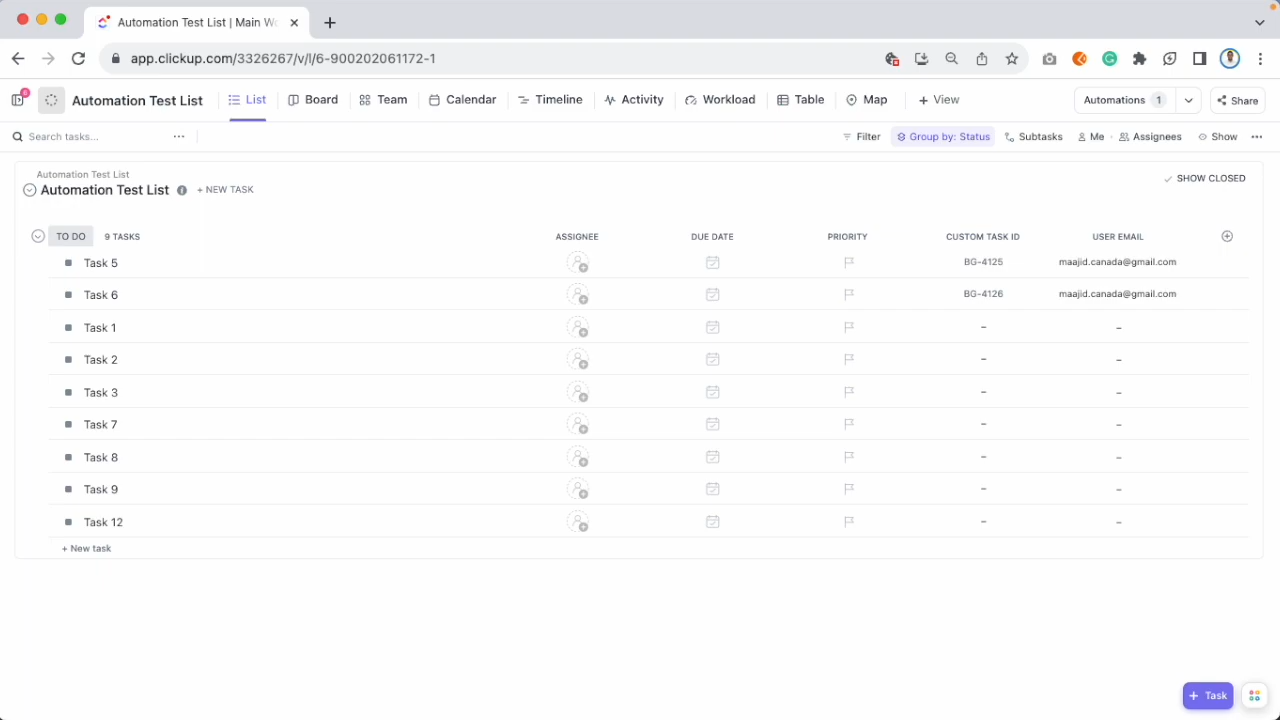 Automation Test List | Main Wo
app.clickup.com/3326267/v/l/6-900202061172-1
6
Automation Test List
List
Board
Team
Calendar
Timeline
Activity
Workload
Table
Map
+ View
Automations 1
Share
Search tasks...
Filter
Group by: Status
Subtasks
Me
Assignees
Show
Automation Test List
Automation Test List
+ NEW TASK
SHOW CLOSED
TO DO 9 TASKS ASSIGNEE DUE DATE PRIORITY CUSTOM TASK ID USER EMAIL
Task 5 BG-4125 maajid.canada@gmail.com
Task 6 BG-4126 maajid.canada@gmail.com
Task 1 – –
Task 2 – –
Task 3 – –
Task 7 – –
Task 8 – –
Task 9 – –
Task 12 – –
+ New task
+ Task